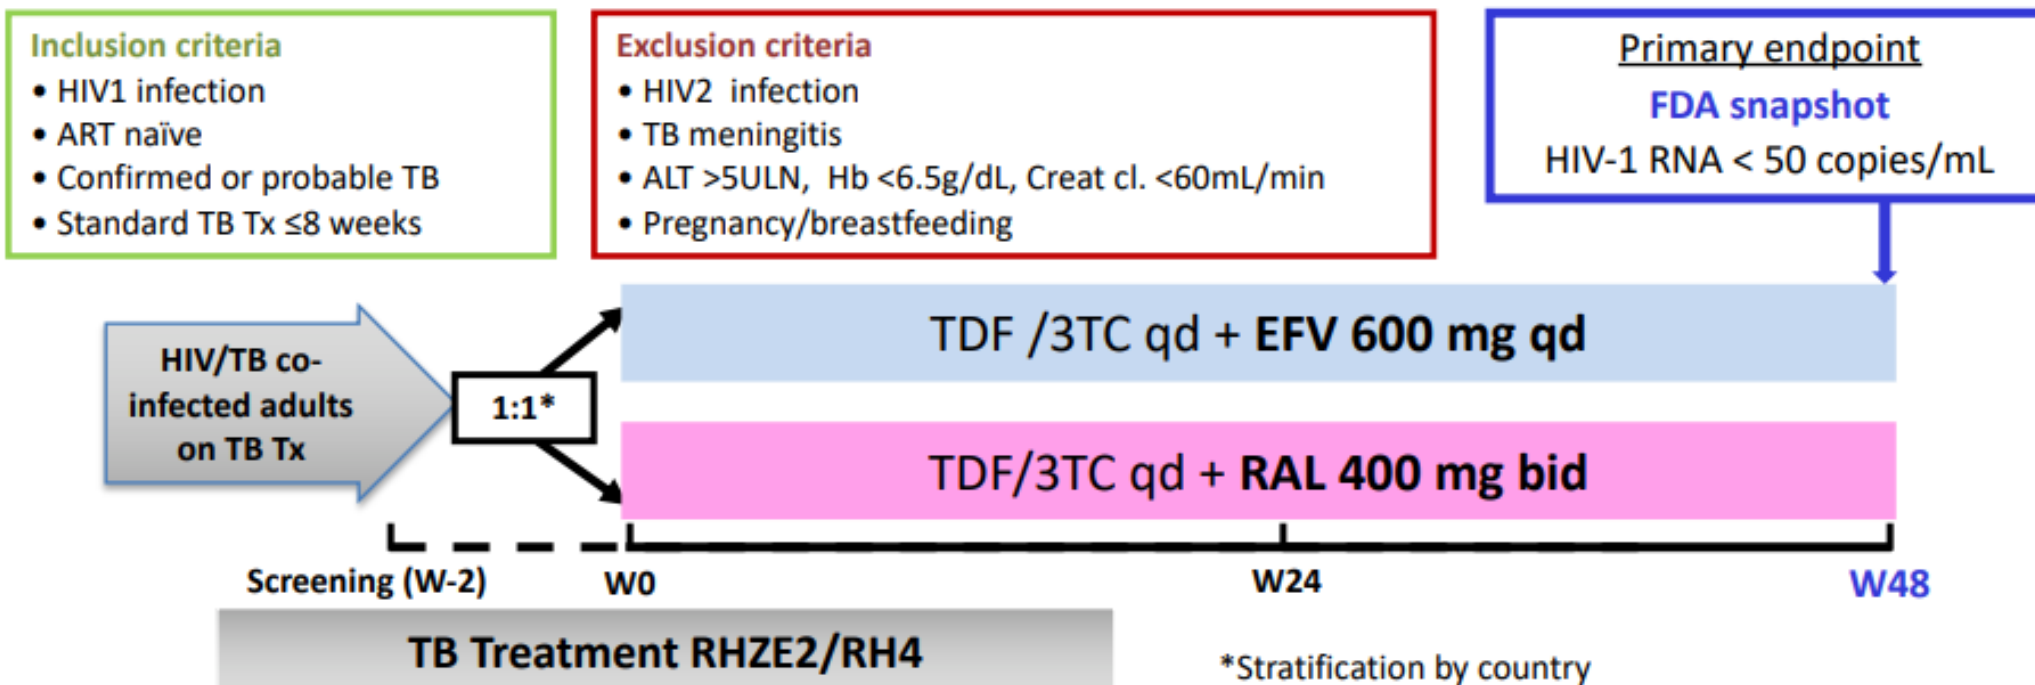 Inclusion criteria
• HIV1 infection
• ART naïve
• Confirmed or probable TB
• Standard TB Tx ≤8 weeks
Exclusion criteria
• HIV2 infection
• TB meningitis
• ALT >5ULN, Hb <6.5g/dL, Creat cl. <60mL/min
• Pregnancy/breastfeeding
Primary endpoint
FDA snapshot
HIV-1 RNA < 50 copies/mL
HIV/TB co-
infected adults
on TB Tx
1:1*
TDF /3TC qd + EFV 600 mg qd
TDF/3TC qd + RAL 400 mg bid
Screening (W-2)
W0
W24
W48
TB Treatment RHZE2/RH4
*Stratification by country